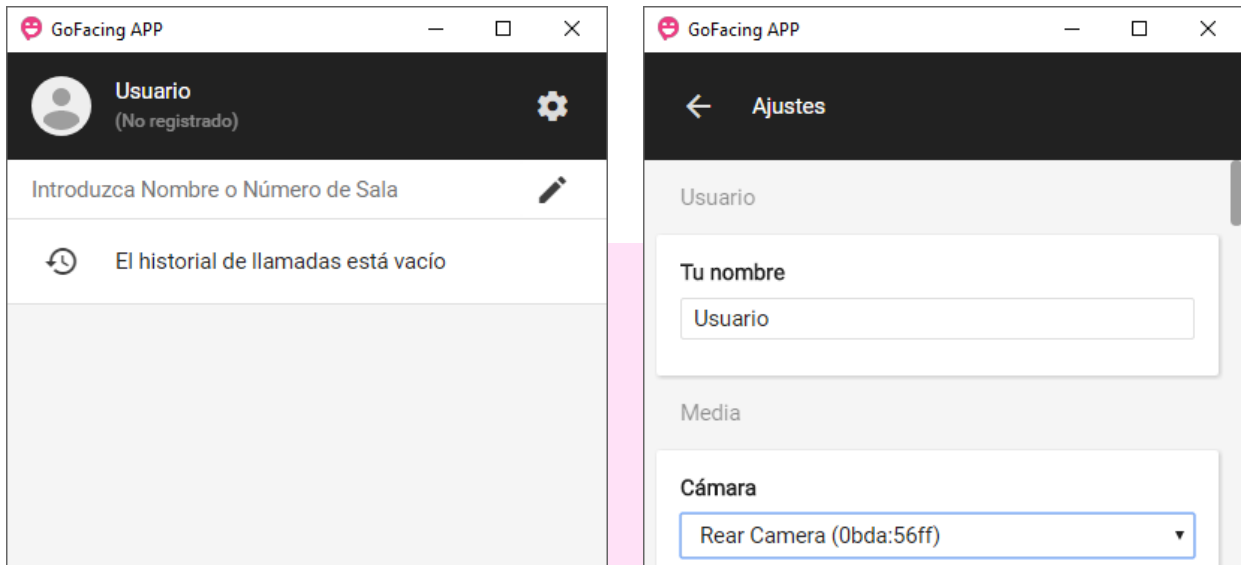 GoFacing APP
Usuario
(No registrado)
Introduzca Nombre o Número de Sala
El historial de llamadas está vacío
GoFacing APP
Ajustes
Usuario
Tu nombre
Usuario
Media
Cámara
Rear Camera (0bda:56ff)